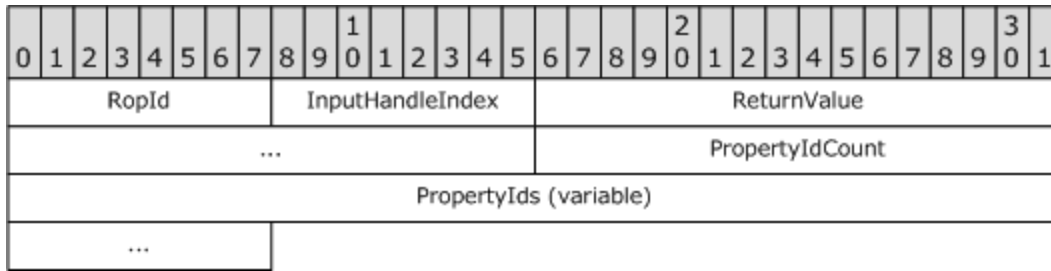 1 2 3
0 1 2 3 4 5 6 7 8 9 0 1 2 3 4 5 6 7 8 9 0 1 2 3 4 5 6 7 8 9 0 1
RopId InputHandleIndex ReturnValue
... PropertyIdCount
PropertyIds (variable)
...